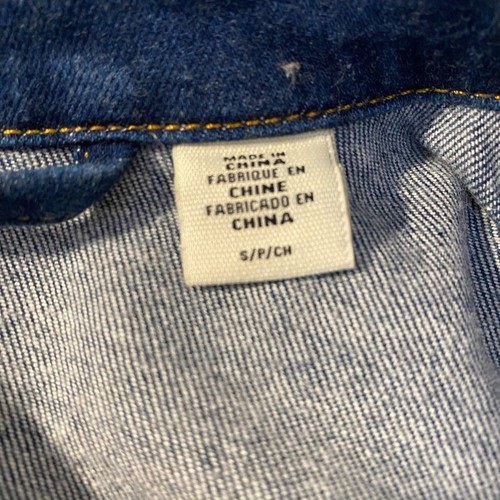 MADE IN
CHINA
FABRIQUE EN
CHINE
FABRICADO EN
CHINA
S/P/CH